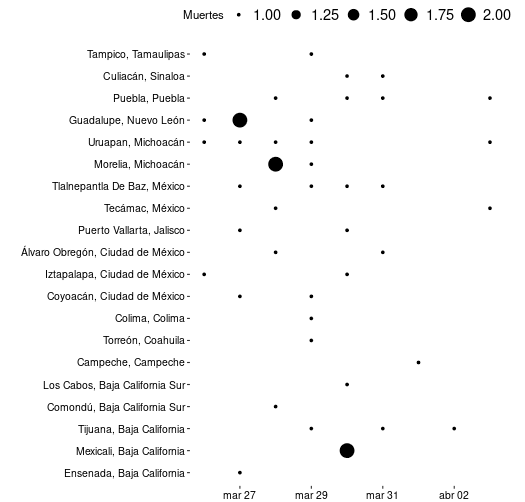 Muertes 1.00 1.25 1.50 1.75 2.00
Tampico, Tamaulipas
Culiacán, Sinaloa
Puebla, Puebla
Guadalupe, Nuevo León
Uruapan, Michoacán
Morelia, Michoacán
Tlalnepantla De Baz, México
Tecámac, México
Puerto Vallarta, Jalisco
Álvaro Obregón, Ciudad de México
Iztapalapa, Ciudad de México
Coyoacán, Ciudad de México
Colima, Colima
Torreón, Coahuila
Campeche, Campeche
Los Cabos, Baja California Sur
Comondú, Baja California Sur
Tijuana, Baja California
Mexicali, Baja California
Ensenada, Baja California
mar 27 mar 29 mar 31 abr 02